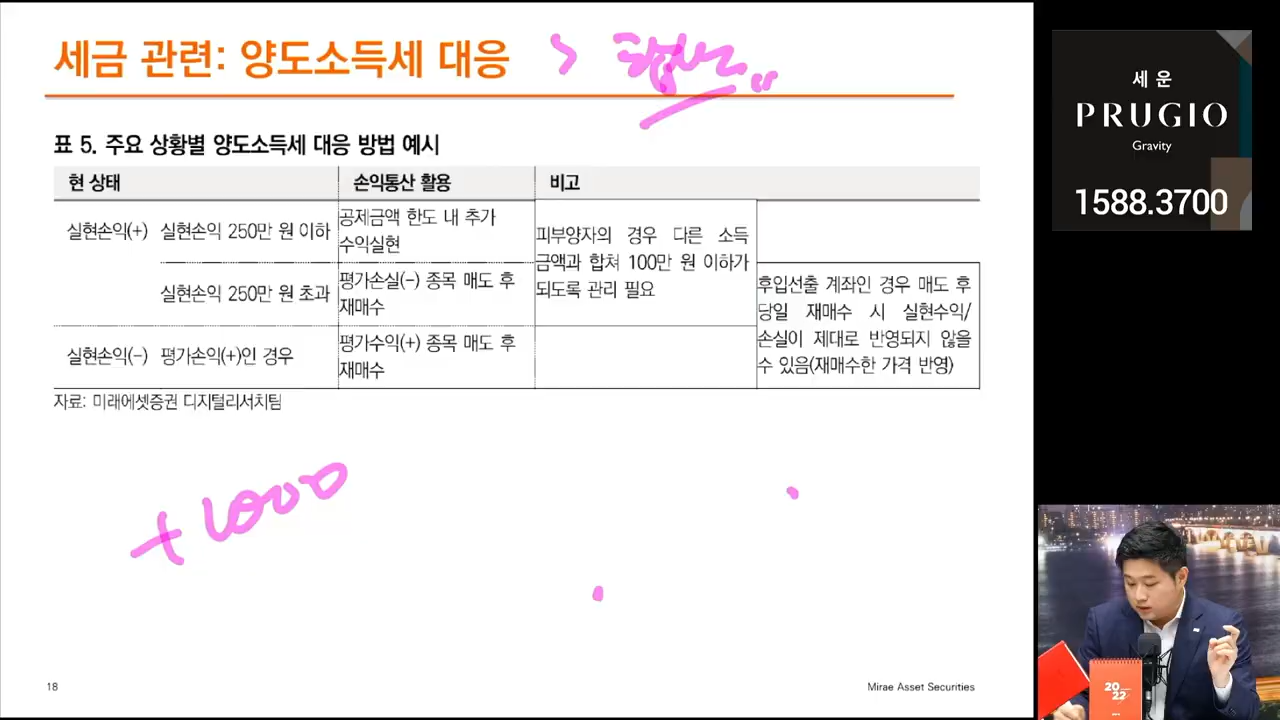 세금 관련: 양도소득세 대응
표 5. 주요 상황별 양도소득세 대응 방법 예시
현 상태 손익통산 활용 비고
실현손익(+) 실현손익 250만 원 이하
공제금액 한도 내 추가
수익실현
피부양자의 경우 다른 소득
금액과 합쳐 100만 원 이하가
되도록 관리 필요
실현손익 250만 원 초과
평가손실(-) 종목 매도 후
재매수
후입선출 계좌인 경우 매도 후
당일 재매수 시 실현수익/
손실이 제대로 반영되지 않을
수 있음(재매수한 가격 반영)
실현손익(-) 평가손익(+)인 경우
평가수익(+) 종목 매도 후
재매수
자료: 미래에셋증권 디지털리서치팀
+1000
18
Mirae Asset Securities
세운
PRUGIO
Gravity
1588.3700
20
22